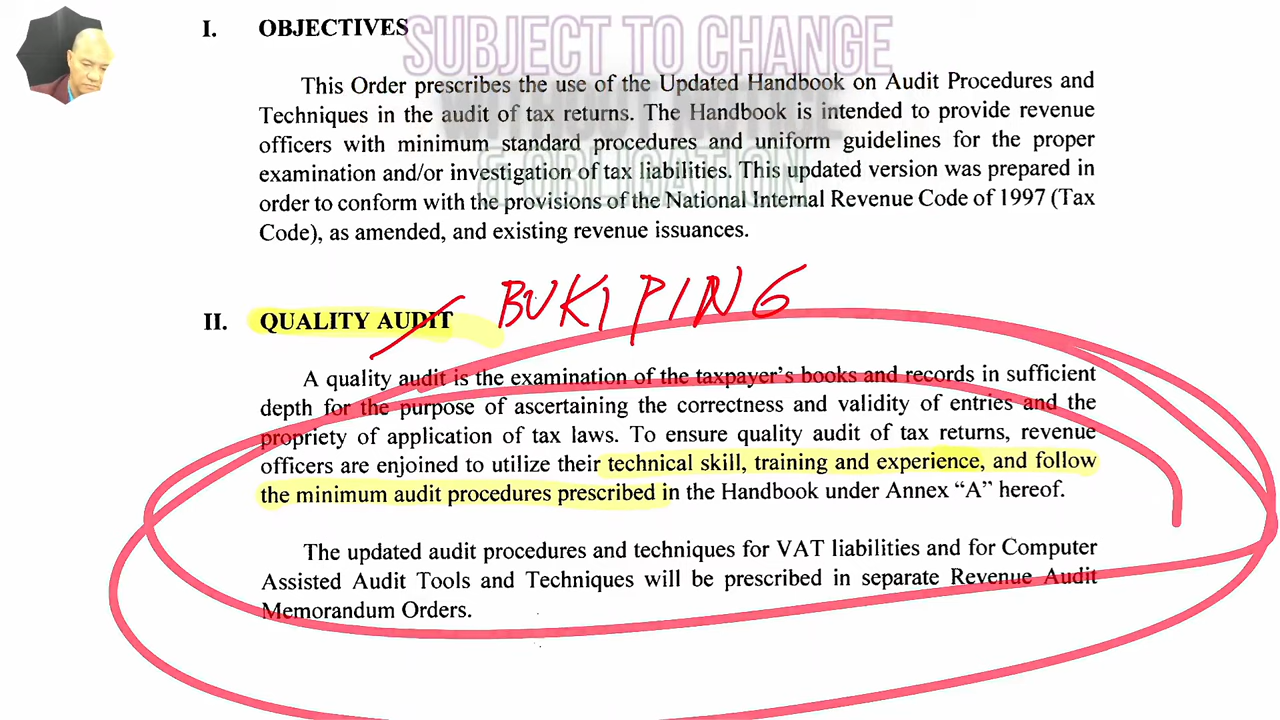 SUBJECT TO CHANGE
WITHOUT NOTICE
& OBLIGATION
I. OBJECTIVES
This Order prescribes the use of the Updated Handbook on Audit Procedures and
Techniques in the audit of tax returns. The Handbook is intended to provide revenue
officers with minimum standard procedures and uniform guidelines for the proper
examination and/or investigation of tax liabilities. This updated version was prepared in
order to conform with the provisions of the National Internal Revenue Code of 1997 (Tax
Code), as amended, and existing revenue issuances.
BUKIPING
II. QUALITY AUDIT
A quality audit is the examination of the taxpayer's books and records in sufficient
depth for the purpose of ascertaining the correctness and validity of entries and the
propriety of application of tax laws. To ensure quality audit of tax returns, revenue
officers are enjoined to utilize their technical skill, training and experience, and follow
the minimum audit procedures prescribed in the Handbook under Annex “A” hereof.
The updated audit procedures and techniques for VAT liabilities and for Computer
Assisted Audit Tools and Techniques will be prescribed in separate Revenue Audit
Memorandum Orders.